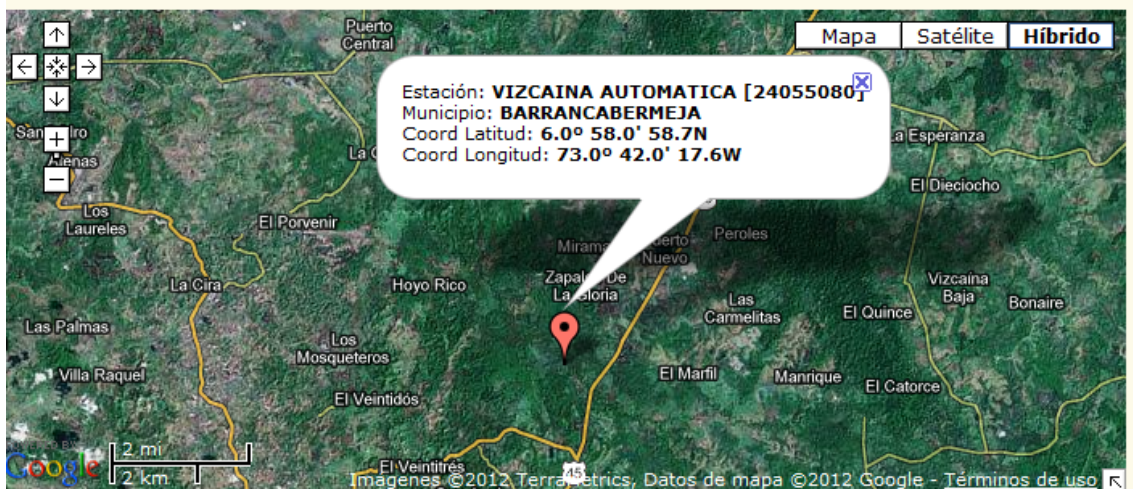 Puerto
Central
Mapa
Satélite
Híbrido
Estación: VIZCAINA AUTOMATICA [24055080]
Municipio: BARRANCABERMEJA
Coord Latitud: 6.0º 58.0' 58.7N
Coord Longitud: 73.0º 42.0' 17.6W
La Esperanza
El Dieciocho
Los
Laureles
El Porvenir
Peroles
Nuevo
La Cira
Hoyo Rico
De
La Gloria
Las
Carmelitas
Vizcaína
Baja
El Quince
Bonaire
Las Palmas
Los
Mosqueteros
Villa Raquel
El Marfil
Manrique
El Catorce
El Veintidós
2 mi
2 km
Google
El Veintitrés
45
Imágenes ©2012 TerraMetrics, Datos de mapa ©2012 Google - Términos de uso